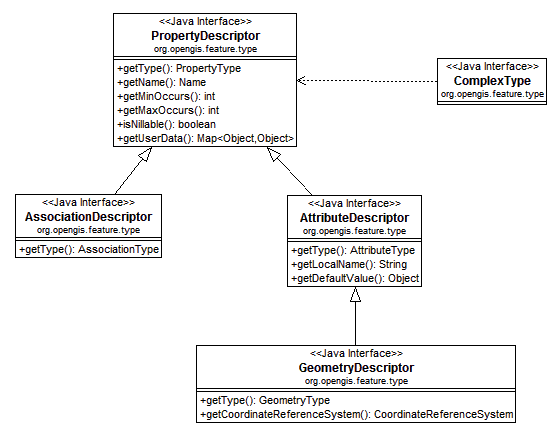 <<Java Interface>>
PropertyDescriptor
org.opengis.feature.type
+getType(): PropertyType
+getName(): Name
+getMinOccurs(): int
+getMaxOccurs(): int
+isNillable(): boolean
+getUserData(): Map<Object,Object>
<<Java Interface>>
ComplexType
org.opengis.feature.type
<<Java Interface>>
AssociationDescriptor
org.opengis.feature.type
+getType(): AssociationType
<<Java Interface>>
AttributeDescriptor
org.opengis.feature.type
+getType(): AttributeType
+getLocalName(): String
+getDefaultValue(): Object
<<Java Interface>>
GeometryDescriptor
org.opengis.feature.type
+getType(): GeometryType
+getCoordinateReferenceSystem(): CoordinateReferenceSystem